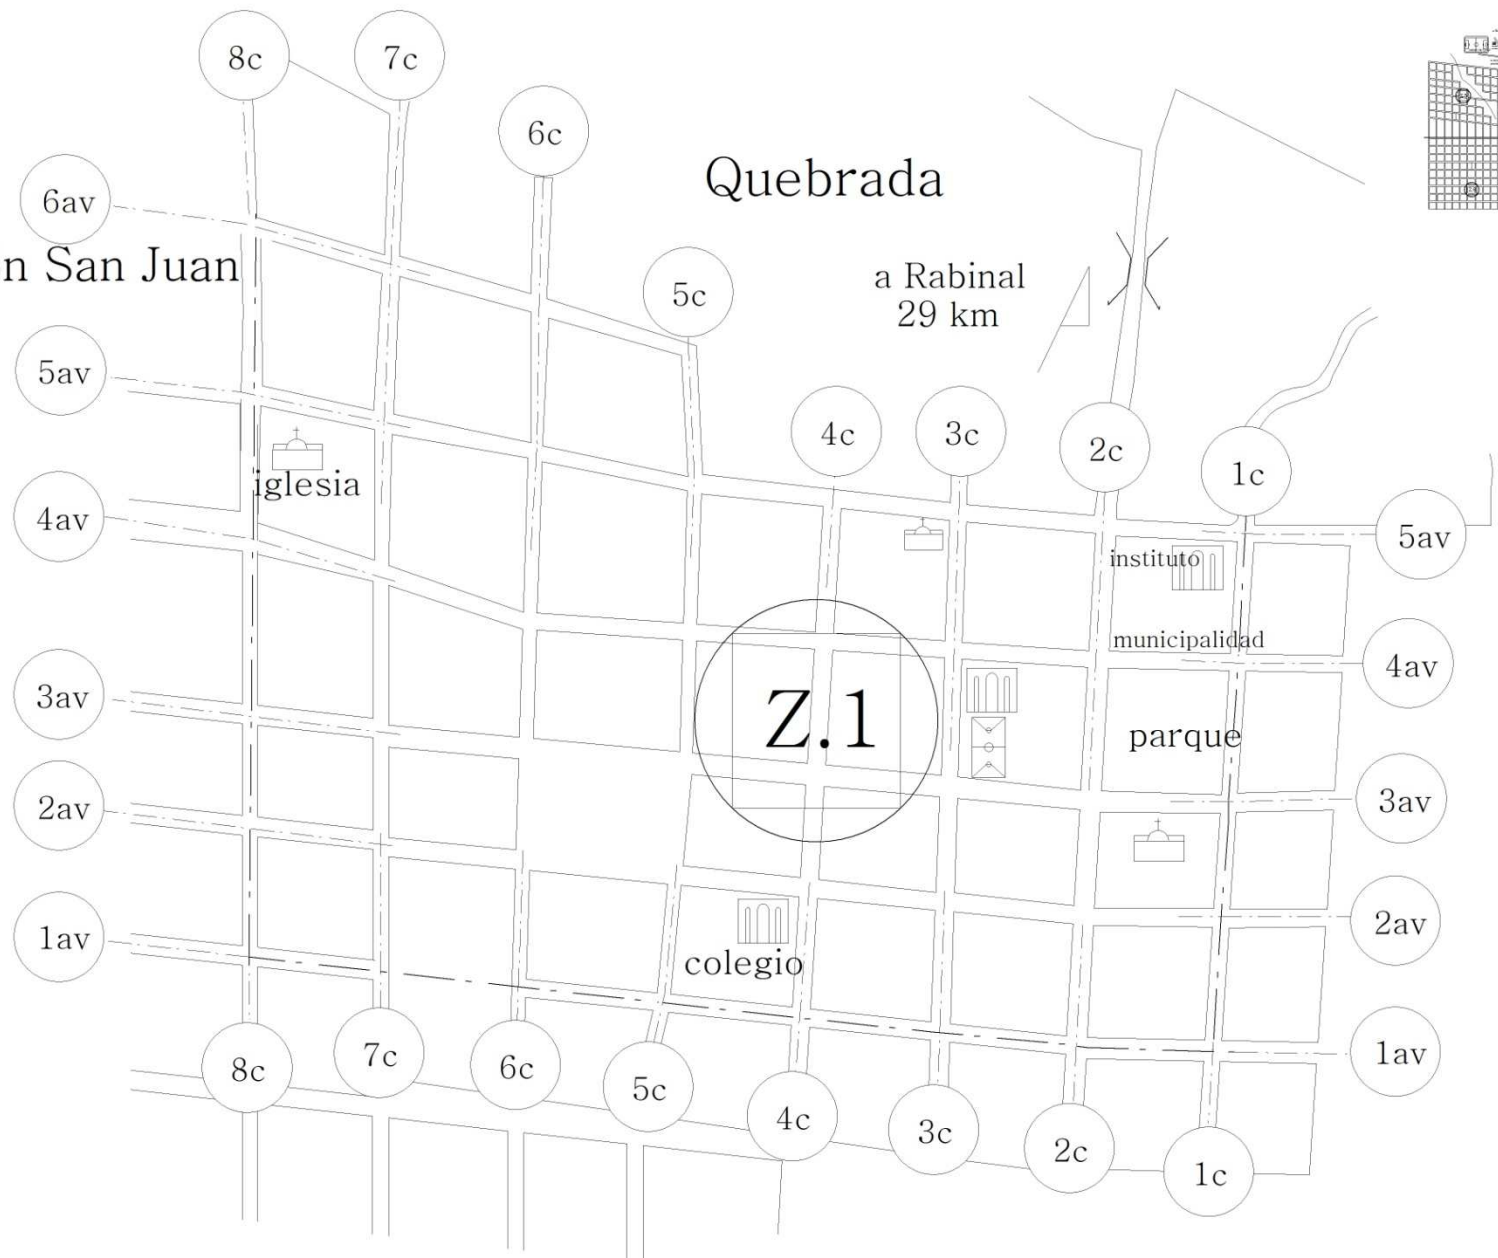 8c
7c
6c
Quebrada
6av
n San Juan
5c
a Rabinal
29 km
5av
4c
3c
2c
1c
iglesia
4av
5av
instituto
municipalidad
4av
3av
Z.1
parque
2av
3av
1av
colegio
2av
8c
7c
6c
5c
4c
3c
2c
1c
1av